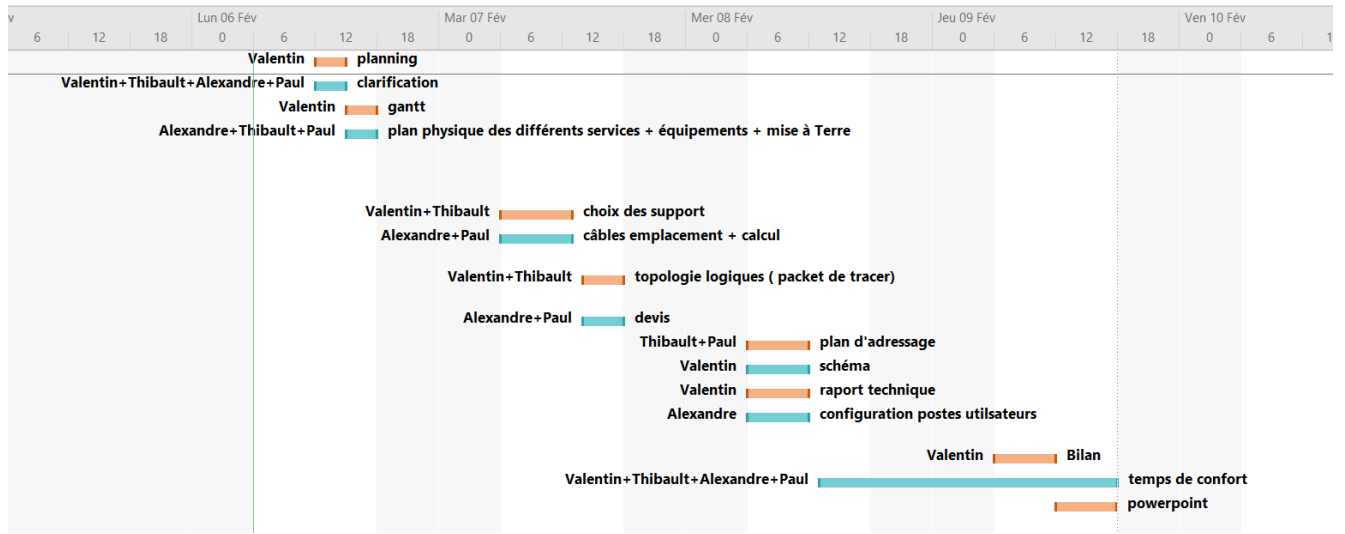 v Lun 06 Fév Mar 07 Fév Mer 08 Fév Jeu 09 Fév Ven 10 Fév
6 12 18 0 6 12 18 0 6 12 18 0 6 12 18 0 6 12 18 0 6 1
Valentin planning
Valentin+Thibault+Alexandre+Paul clarification
Valentin gantt
Alexandre+Thibault+Paul plan physique des différents services + équipements + mise à Terre
Valentin+Thibault choix des support
Alexandre+Paul câbles emplacement + calcul
Valentin+Thibault topologie logiques ( packet de tracer)
Alexandre+Paul devis
Thibault+Paul plan d'adressage
Valentin schéma
Valentin raport technique
Alexandre configuration postes utilsateurs
Valentin Bilan
Valentin+Thibault+Alexandre+Paul temps de confort
powerpoint